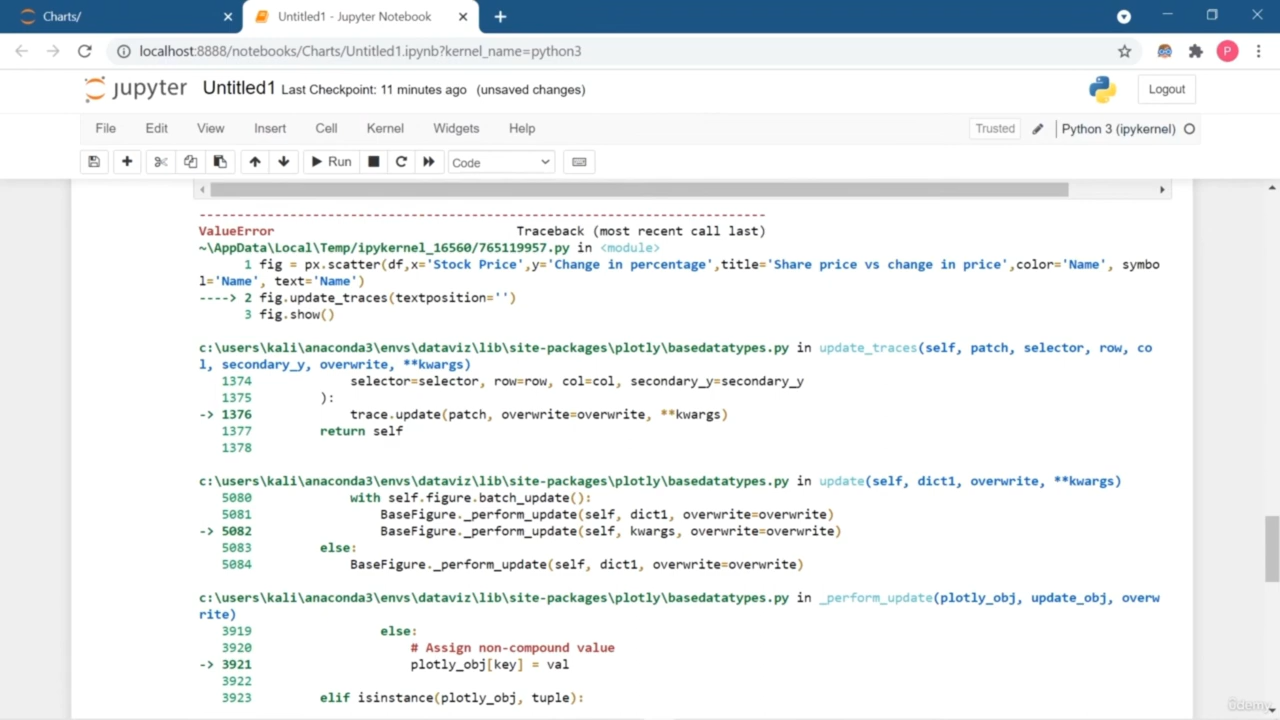 Charts/
Untitled1 - Jupyter Notebook
localhost:8888/notebooks/Charts/Untitled1.ipynb?kernel_name=python3
P
jupyter Untitled1 Last Checkpoint: 11 minutes ago (unsaved changes)
Logout
File Edit View Insert Cell Kernel Widgets Help
Trusted Python 3 (ipykernel)
Run Code
---------------------------------------------------------------------------
ValueError                                Traceback (most recent call last)
~\AppData\Local\Temp/ipykernel_16560/765119957.py in <module>
      1 fig = px.scatter(df,x='Stock Price',y='Change in percentage',title='Share price vs change in price',color='Name', symbo
l='Name', text='Name')
----> 2 fig.update_traces(textposition='')
      3 fig.show()
c:\users\kali\anaconda3\envs\dataviz\lib\site-packages\plotly\basedatatypes.py in update_traces(self, patch, selector, row, co
l, secondary_y, overwrite, **kwargs)
   1374             selector=selector, row=row, col=col, secondary_y=secondary_y
   1375         ):
-> 1376             trace.update(patch, overwrite=overwrite, **kwargs)
   1377         return self
   1378
c:\users\kali\anaconda3\envs\dataviz\lib\site-packages\plotly\basedatatypes.py in update(self, dict1, overwrite, **kwargs)
   5080             with self.figure.batch_update():
   5081                 BaseFigure._perform_update(self, dict1, overwrite=overwrite)
-> 5082                 BaseFigure._perform_update(self, kwargs, overwrite=overwrite)
   5083         else:
   5084             BaseFigure._perform_update(self, dict1, overwrite=overwrite)
c:\users\kali\anaconda3\envs\dataviz\lib\site-packages\plotly\basedatatypes.py in _perform_update(plotly_obj, update_obj, overw
rite)
   3919                 else:
   3920                     # Assign non-compound value
-> 3921                     plotly_obj[key] = val
   3922
   3923         elif isinstance(plotly_obj, tuple):
ûdemy